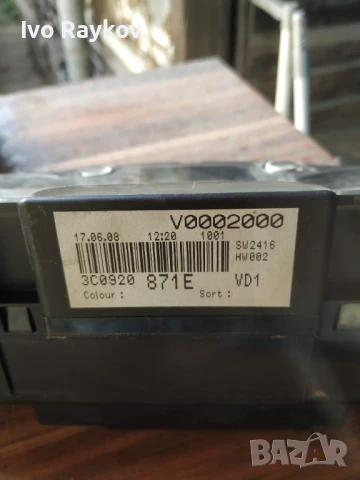 Ivo Raykov
V0002000
17.06.08 12:20 1001
SW2416
HW002
3C0920 871E VD1
Colour : Sort :
BAZAR